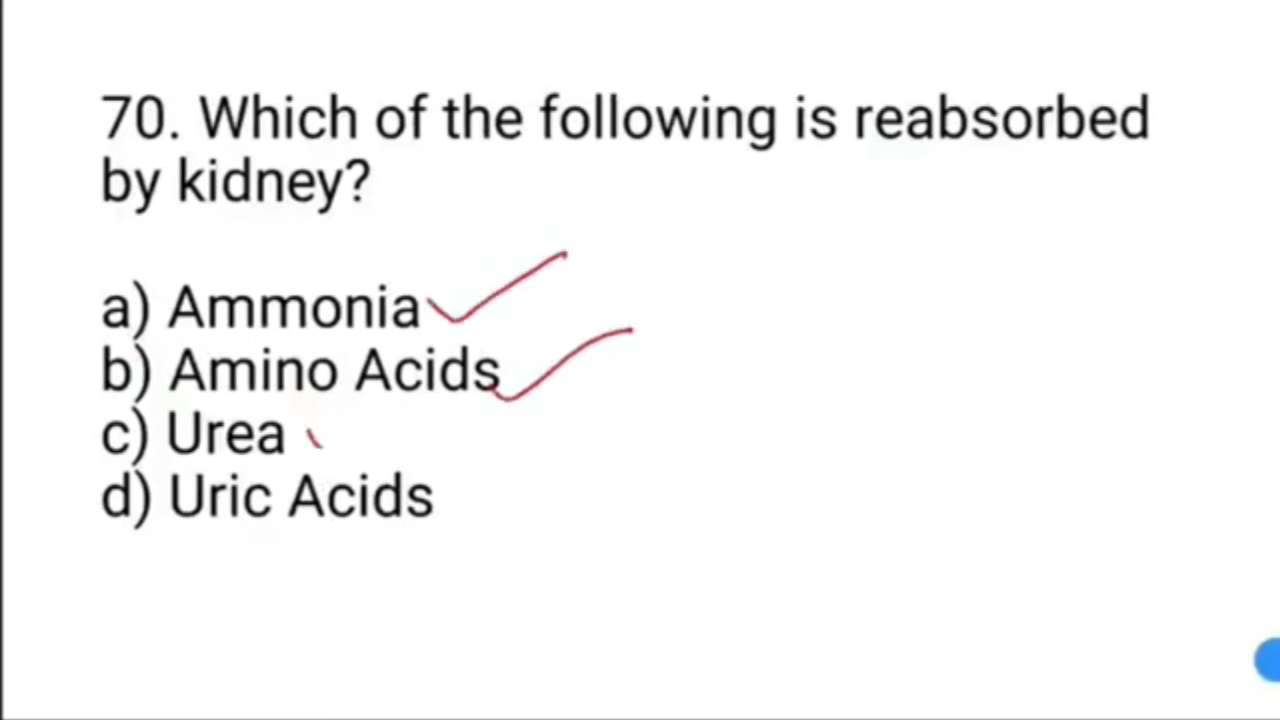 70. Which of the following is reabsorbed
by kidney?
a) Ammonia
b) Amino Acids
c) Urea
d) Uric Acids